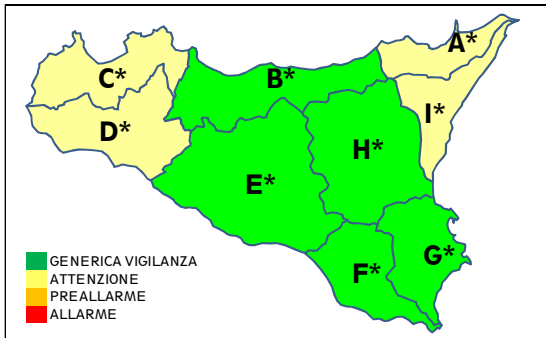 A*
C*
B*
I*
D*
H*
E*
G*
F*
GENERICA VIGILANZA
ATTENZIONE
PREALLARME
ALLARME